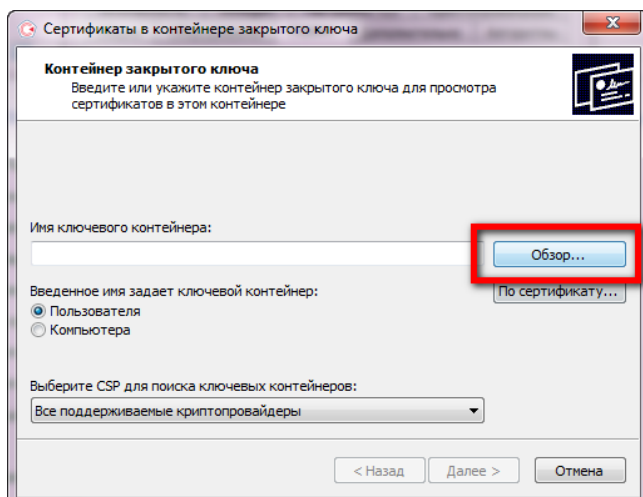 Сертификаты в контейнере закрытого ключа
Контейнер закрытого ключа
Введите или укажите контейнер закрытого ключа для просмотра
сертификатов в этом контейнере
Имя ключевого контейнера:
Обзор...
Введенное имя задает ключевой контейнер:
По сертификату...
Пользователя
Компьютера
Выберите CSP для поиска ключевых контейнеров:
Все поддерживаемые криптопровайдеры
< Назад
Далее >
Отмена